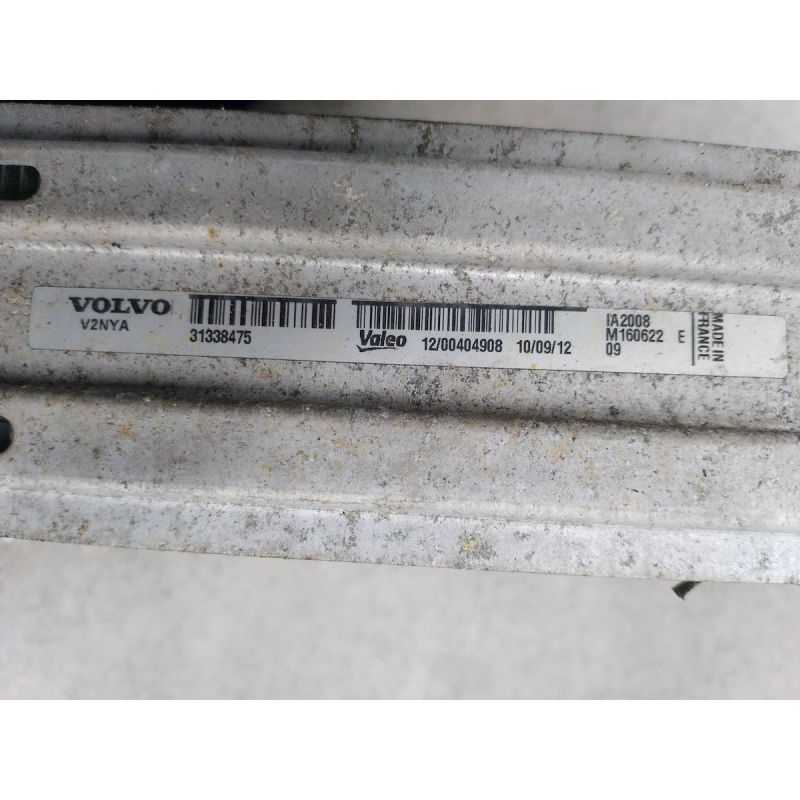 VOLVO
V2NYA
31338475
Valeo 12/00404908 10/09/12
IA2008
M160622 E
09
MADE IN
FRANCE